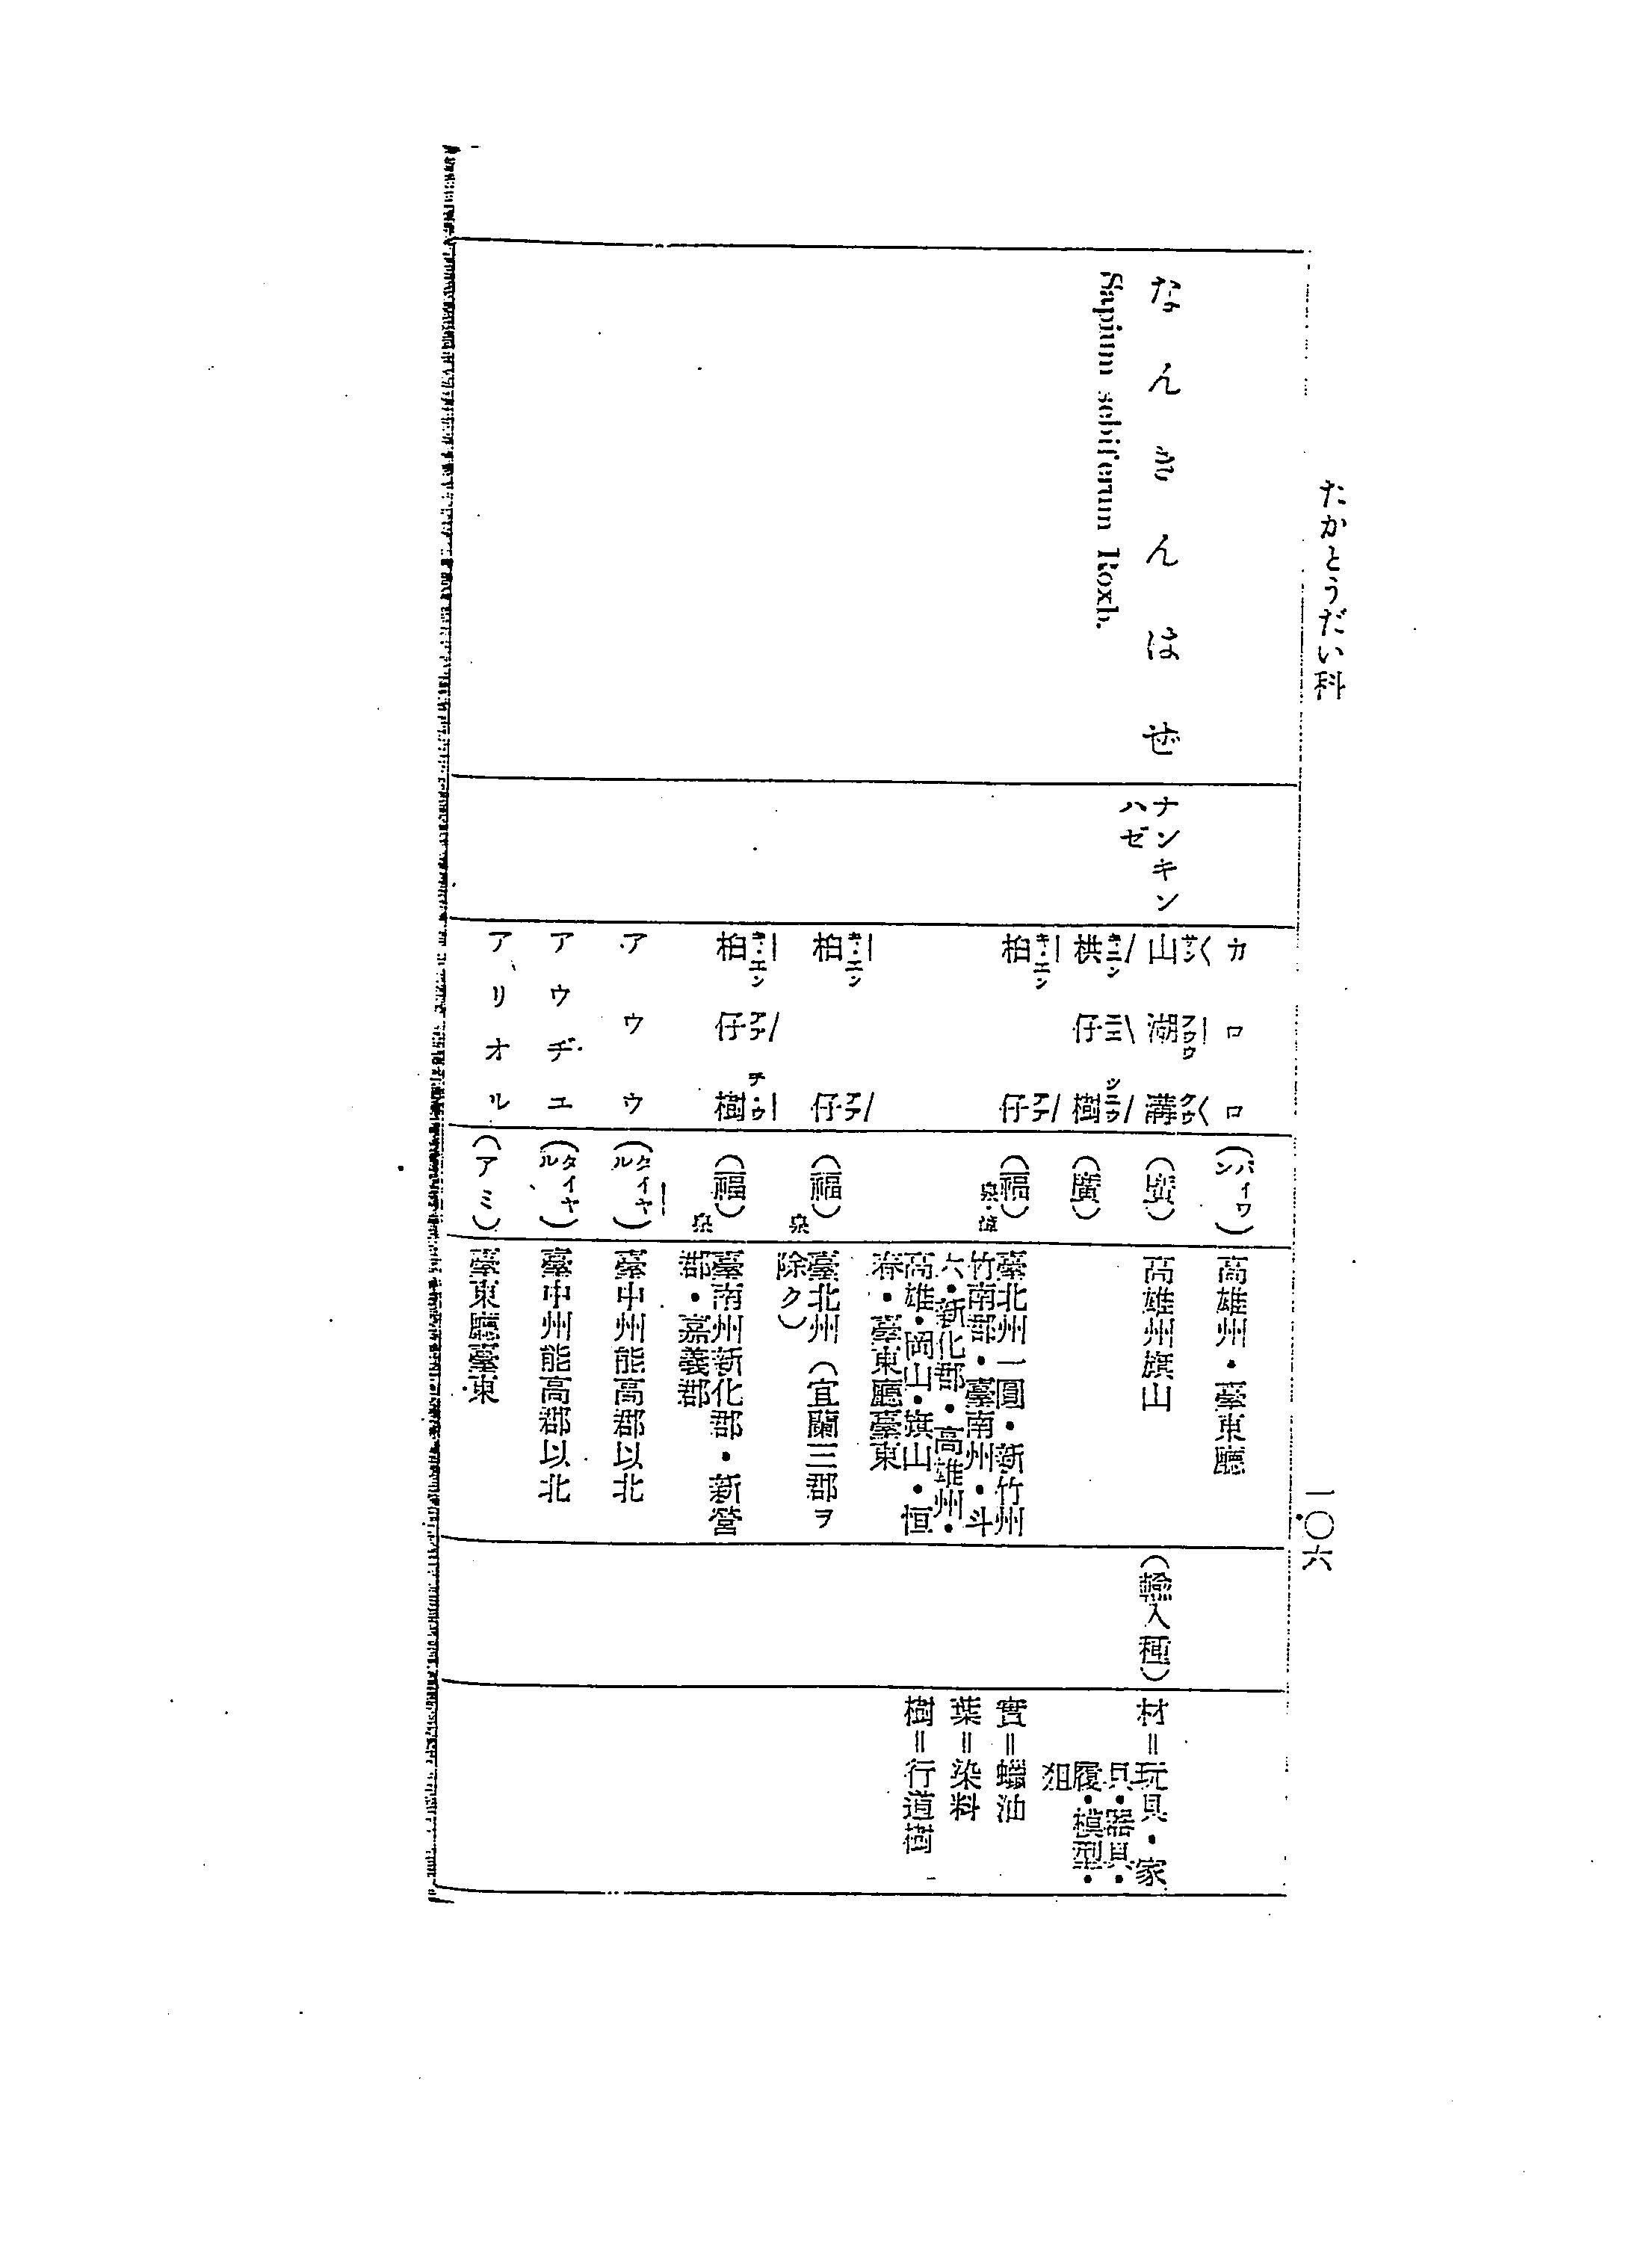 たかとうだい科
一〇六
カロロ
(パイワン)
高雄州・臺東廳
なんきんはぜ
Sapium sebiferum Roxb.
ナンキン
ハゼ
山湖溝
(廣)
高雄州旗山
(輸入種)
材＝玩具・家
具・器具・
履・模型・
狙
栱仔樹
(廣)
桕仔
(福)
泉・漳
臺北州一圓・新竹州
竹南郡・臺南州・斗
六・新化郡・高雄州・
高雄・岡山・旗山・恒
春・臺東廳臺東
實＝蠟油
葉＝染料
樹＝行道樹
桕仔
(福)
泉
臺北州(宜蘭三郡ヲ
除ク)
桕仔樹
(福)
泉
臺南州新化郡・新營
郡・嘉義郡
アウウ
(タイヤル)
臺中州能高郡以北
アウヂエ
(タイヤル)
臺中州能高郡以北
アリオル
(アミ)
臺東廳臺東